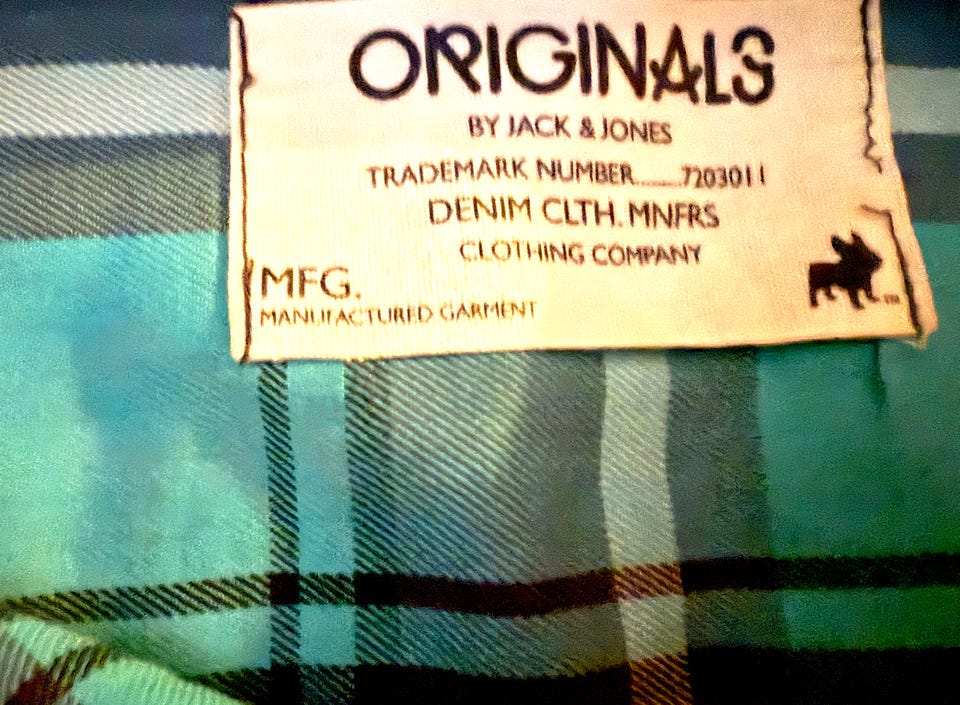 ORIGINALS
BY JACK & JONES
TRADEMARK NUMBER........7203011
DENIM CLTH. MNFRS
CLOTHING COMPANY
MFG.
MANUFACTURED GARMENT